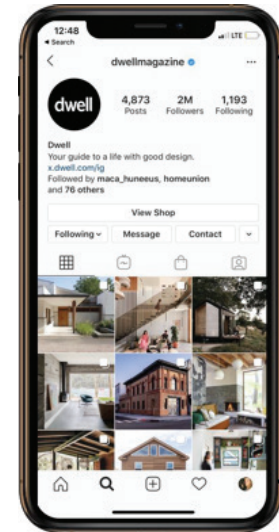 12:48
Search
LTE
dwellmagazine
dwell
4,873 2M 1,193
Posts Followers Following
Dwell
Your guide to a life with good design.
x.dwell.com/ig
Followed by maca_huneeus, homeunion
and 76 others
View Shop
Following Message Contact